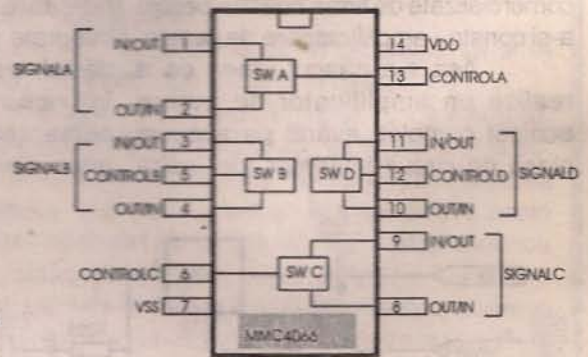 IN/OUT 1
14 VDD
SIGNALA
SW A
13 CONTROLA
OUT/IN 2
IN/OUT 3
11 IN/OUT
SIGNALB
CONTROLB 5
SW B
SW D
12 CONTROLD
SIGNALD
OUT/IN 4
10 OUT/IN
9 IN/OUT
CONTROLC 6
SW C
SIGNALC
VSS 7
8 OUT/IN
MMC4066